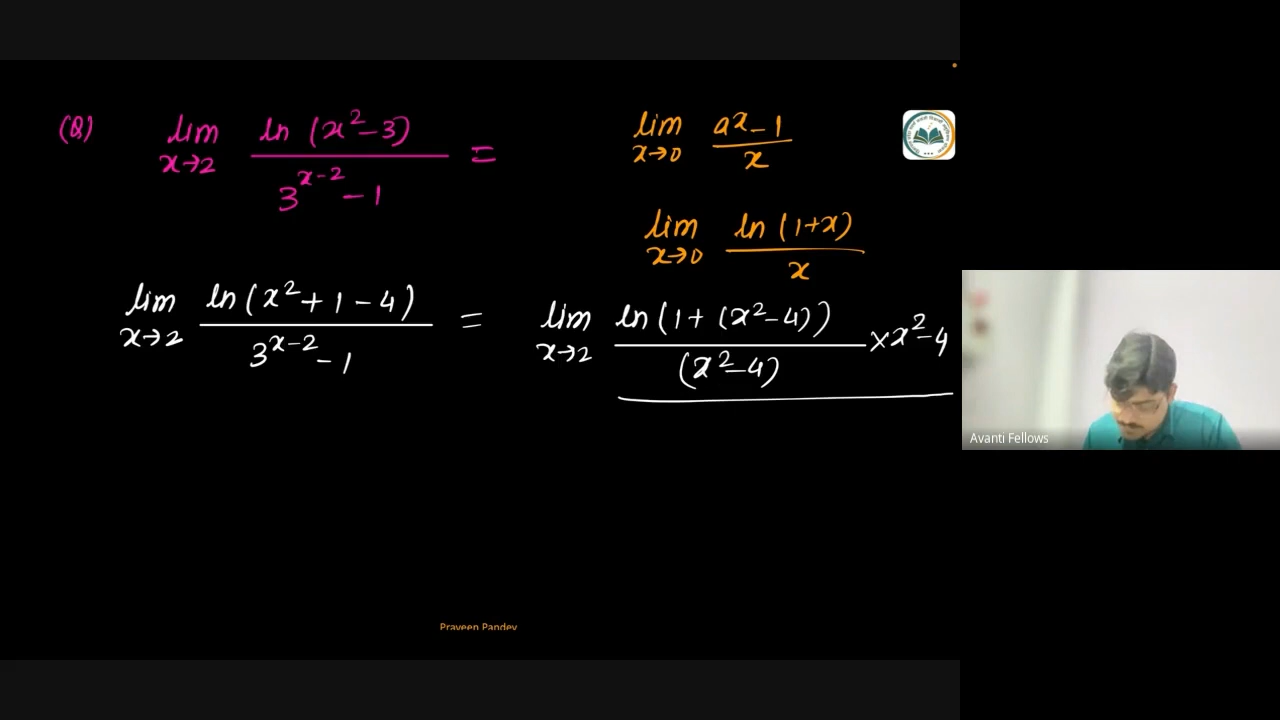 (Q) lim x→2 ln (x²-3) / 3^(x-2) - 1 =
lim x→0 a^x - 1 / x
lim x→0 ln (1+x) / x
lim x→2 ln (x² + 1 - 4) / 3^(x-2) - 1 = lim x→2 ln (1 + (x²-4)) / (x²-4) × x²-4
Avanti Fellows
Praveen Pandey